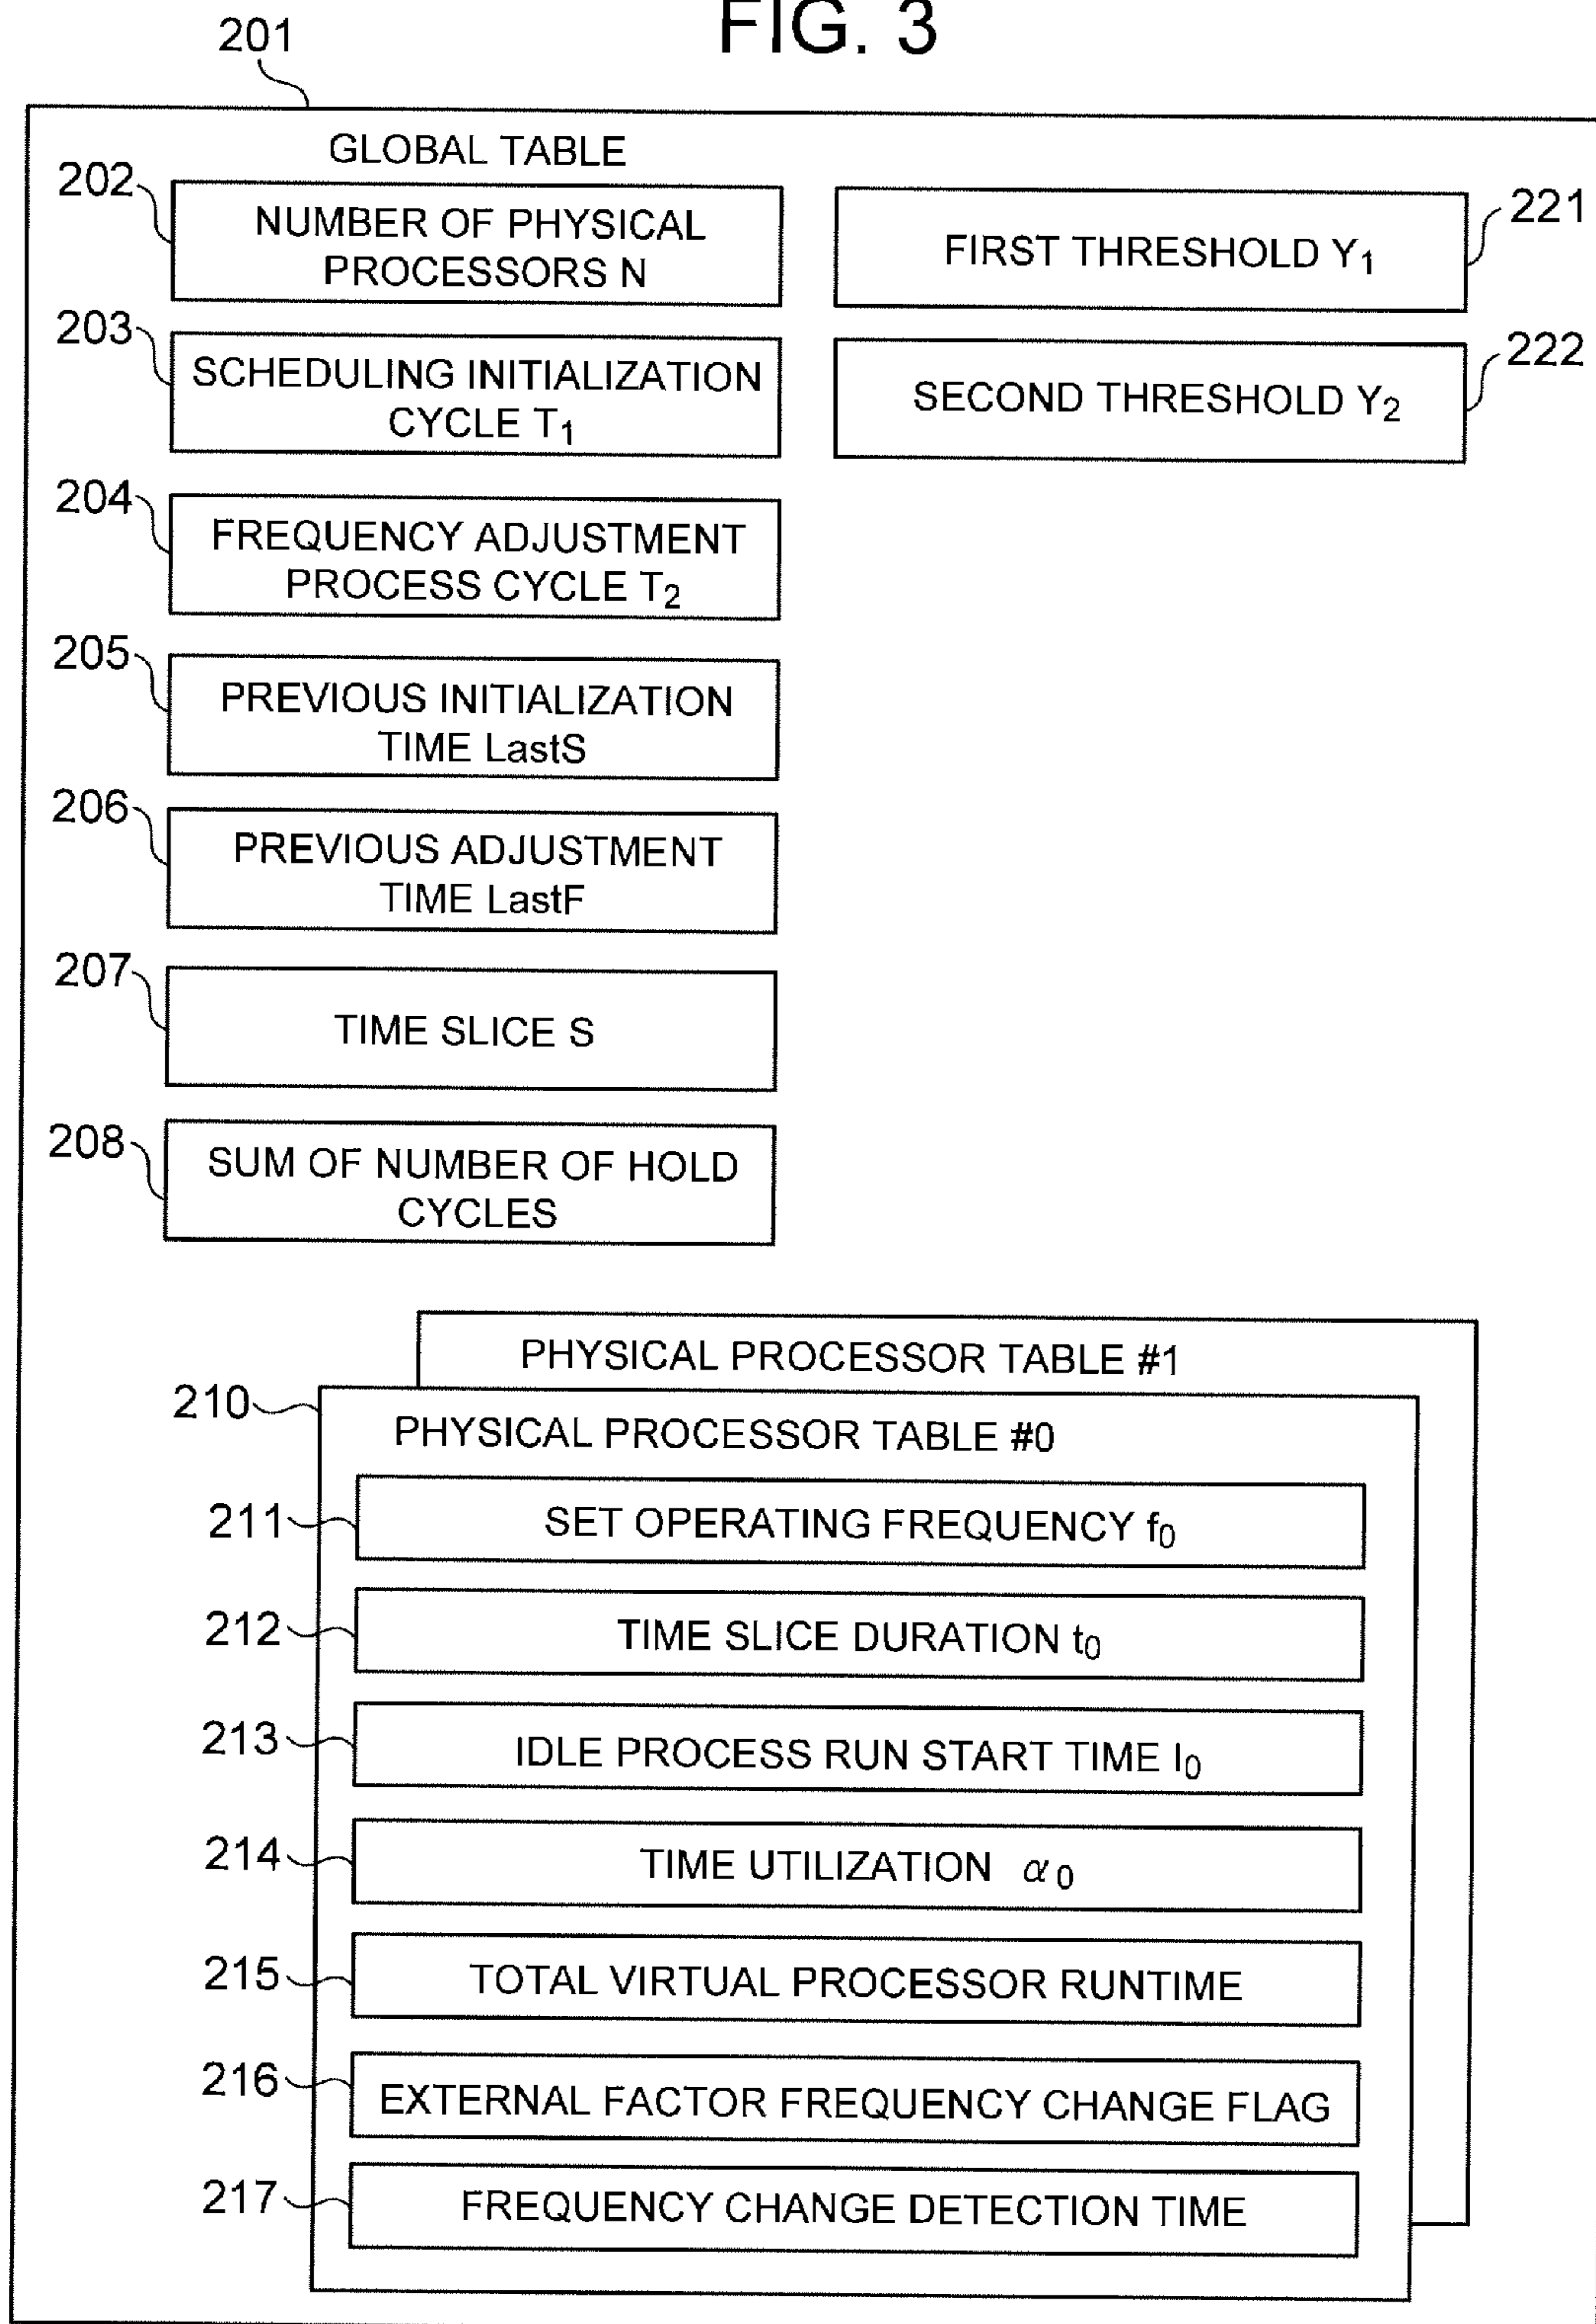 FIG. 3
201
GLOBAL TABLE
202
NUMBER OF PHYSICAL
PROCESSORS N
203
SCHEDULING INITIALIZATION
CYCLE T1
204
FREQUENCY ADJUSTMENT
PROCESS CYCLE T2
205
PREVIOUS INITIALIZATION
TIME LastS
206
PREVIOUS ADJUSTMENT
TIME LastF
207
TIME SLICE S
208
SUM OF NUMBER OF HOLD
CYCLES
FIRST THRESHOLD Y1
221
SECOND THRESHOLD Y2
222
PHYSICAL PROCESSOR TABLE #1
210
PHYSICAL PROCESSOR TABLE #0
211
SET OPERATING FREQUENCY f0
212
TIME SLICE DURATION t0
213
IDLE PROCESS RUN START TIME I0
214
TIME UTILIZATION α0
215
TOTAL VIRTUAL PROCESSOR RUNTIME
216
EXTERNAL FACTOR FREQUENCY CHANGE FLAG
217
FREQUENCY CHANGE DETECTION TIME